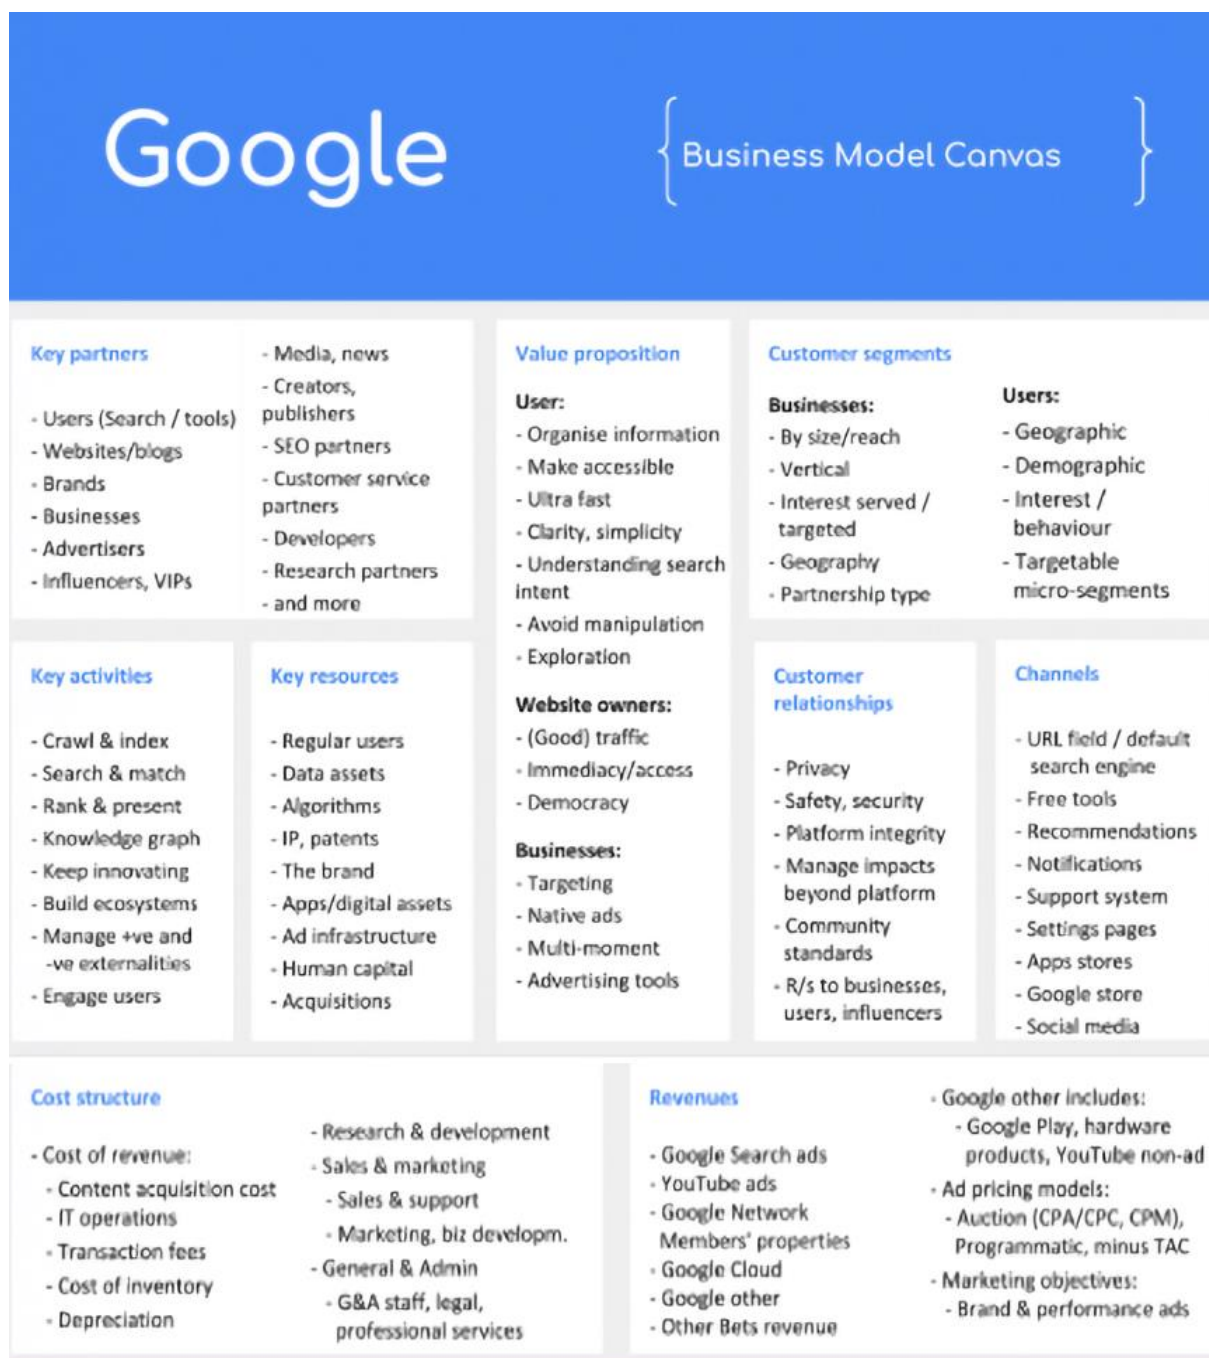 Google
Business Model Canvas
Key partners
- Users (Search / tools)
- Websites/blogs
- Brands
- Businesses
- Advertisers
- Influencers, VIPs
- Media, news
- Creators,
publishers
- SEO partners
- Customer service
partners
- Developers
- Research partners
- and more
Key activities
- Crawl & index
- Search & match
- Rank & present
- Knowledge graph
- Keep innovating
- Build ecosystems
- Manage +ve and
-ve externalities
- Engage users
Key resources
- Regular users
- Data assets
- Algorithms
- IP, patents
- The brand
- Apps/digital assets
- Ad infrastructure
- Human capital
- Acquisitions
Value proposition
User:
- Organise information
- Make accessible
- Ultra fast
- Clarity, simplicity
- Understanding search
intent
- Avoid manipulation
- Exploration
Website owners:
- (Good) traffic
- Immediacy/access
- Democracy
Businesses:
- Targeting
- Native ads
- Multi-moment
- Advertising tools
Customer segments
Businesses:
- By size/reach
- Vertical
- Interest served /
targeted
- Geography
- Partnership type
Users:
- Geographic
- Demographic
- Interest /
behaviour
- Targetable
micro-segments
Customer
relationships
- Privacy
- Safety, security
- Platform integrity
- Manage impacts
beyond platform
- Community
standards
- R/s to businesses,
users, influencers
Channels
- URL field / default
search engine
- Free tools
- Recommendations
- Notifications
- Support system
- Settings pages
- Apps stores
- Google store
- Social media
Cost structure
- Cost of revenue:
- Content acquisition cost
- IT operations
- Transaction fees
- Cost of inventory
- Depreciation
- Research & development
- Sales & marketing
- Sales & support
- Marketing, biz developm.
- General & Admin
- G&A staff, legal,
professional services
Revenues
- Google Search ads
- YouTube ads
- Google Network
Members' properties
- Google Cloud
- Google other
- Other Bets revenue
- Google other includes:
- Google Play, hardware
products, YouTube non-ad
- Ad pricing models:
- Auction (CPA/CPC, CPM),
Programmatic, minus TAC
- Marketing objectives:
- Brand & performance ads